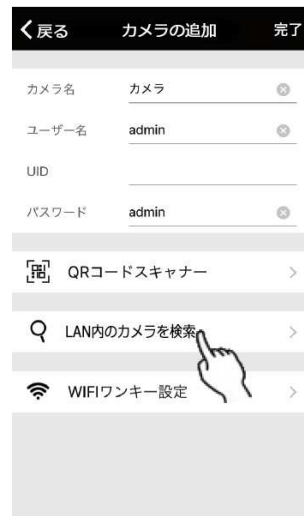 戻る カメラの追加 完了
カメラ名 カメラ
ユーザー名 admin
UID
パスワード admin
QRコードスキャナー
LAN内のカメラを検索
WIFIワンキー設定